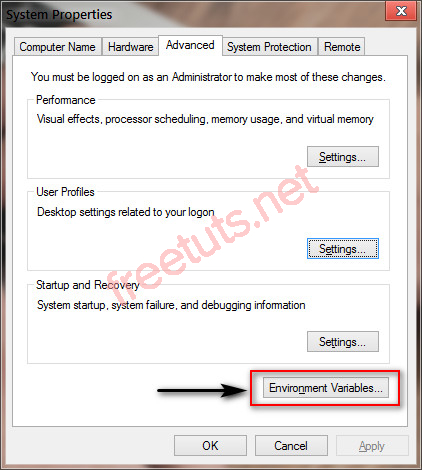 System Properties
Computer Name
Hardware
Advanced
System Protection
Remote
You must be logged on as an Administrator to make most of these changes.
Performance
Visual effects, processor scheduling, memory usage, and virtual memory
Settings...
User Profiles
Desktop settings related to your logon
Settings...
Startup and Recovery
System startup, system failure, and debugging information
Settings...
Environment Variables...
OK
Cancel
Apply
freetuts.net